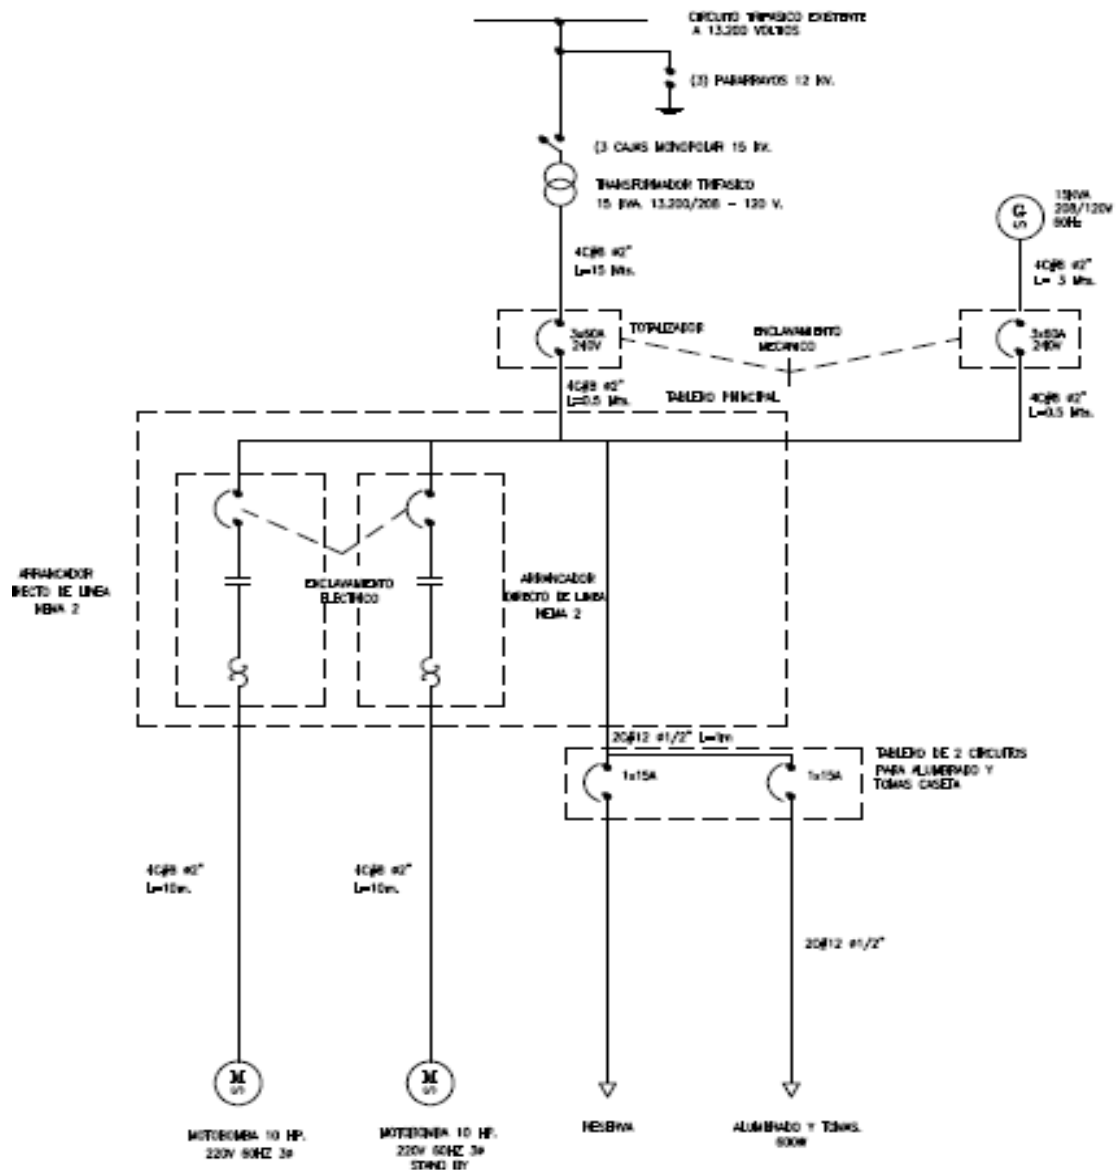 CIRCUITO TRIFASICO EXISTENTE
A 13.200 VOLTIOS
(3) PARARRAYOS 12 KV.
(3 CAJAS MONOPOLAR 15 KV.
TRANSFORMADOR TRIFASICO
15 KVA. 13.200/208 - 120 V.
15KVA
208/120V
60Hz
G
4C#8 ø2"
L=15 Mts.
4C#8 ø2"
L= 3 Mts.
3x60A
240V
TOTALIZADOR
ENCLAVAMIENTO
MECANICO
3x60A
240V
4C#8 ø2"
L=0.5 Mts.
TABLERO PRINCIPAL
4C#8 ø2"
L=0.5 Mts.
ARRANCADOR
IRECTO DE LINEA
NEMA 2
ENCLAVAMIENTO
ELECTRICO
ARRANCADOR
DIRECTO DE LINEA
NEMA 2
2C#12 ø1/2" L=1m
1x15A
1x15A
TABLERO DE 2 CIRCUITOS
PARA ALUMBRADO Y
TOMAS CASETA
4C#8 ø2"
L=10m.
4C#8 ø2"
L=10m.
2C#12 ø1/2"
M
M
MOTOBOMBA 10 HP.
220V 60HZ 3ø
MOTOBOMBA 10 HP.
220V 60HZ 3ø
STAND BY
RESERVA
ALUMBRADO Y TOMAS.
600W